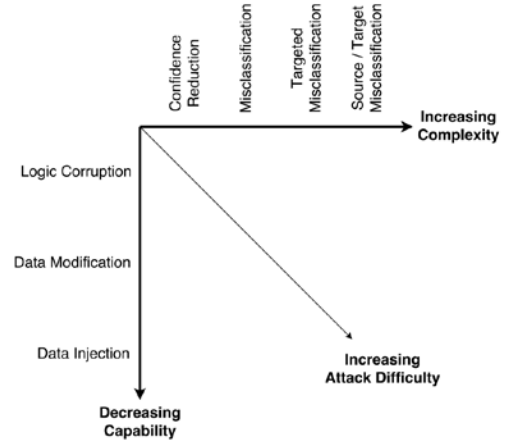 Confidence
Reduction
Misclassification
Targeted
Misclassification
Source / Target
Misclassification
Increasing
Complexity
Logic Corruption
Data Modification
Data Injection
Increasing
Attack Difficulty
Decreasing
Capability